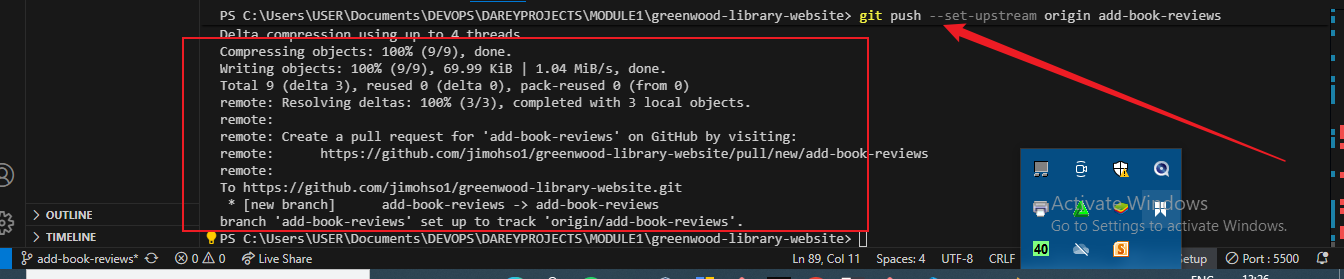 PS C:\Users\USER\Documents\DEVOPS\DAREYPROJECTS\MODULE1\greenwood-library-website> git push --set-upstream origin add-book-reviews
Delta compression using up to 4 threads
Compressing objects: 100% (9/9), done.
Writing objects: 100% (9/9), 69.99 KiB | 1.04 MiB/s, done.
Total 9 (delta 3), reused 0 (delta 0), pack-reused 0 (from 0)
remote: Resolving deltas: 100% (3/3), completed with 3 local objects.
remote:
remote: Create a pull request for 'add-book-reviews' on GitHub by visiting:
remote:      https://github.com/jimohso1/greenwood-library-website/pull/new/add-book-reviews
remote:
To https://github.com/jimohso1/greenwood-library-website.git
 * [new branch]      add-book-reviews -> add-book-reviews
branch 'add-book-reviews' set up to track 'origin/add-book-reviews'.
PS C:\Users\USER\Documents\DEVOPS\DAREYPROJECTS\MODULE1\greenwood-library-website>
OUTLINE
TIMELINE
Activate Windows
Go to Settings to activate Windows.
40
S
add-book-reviews*
0
0
Live Share
Ln 89, Col 11
Spaces: 4
UTF-8
CRLF
Setup
Port : 5500